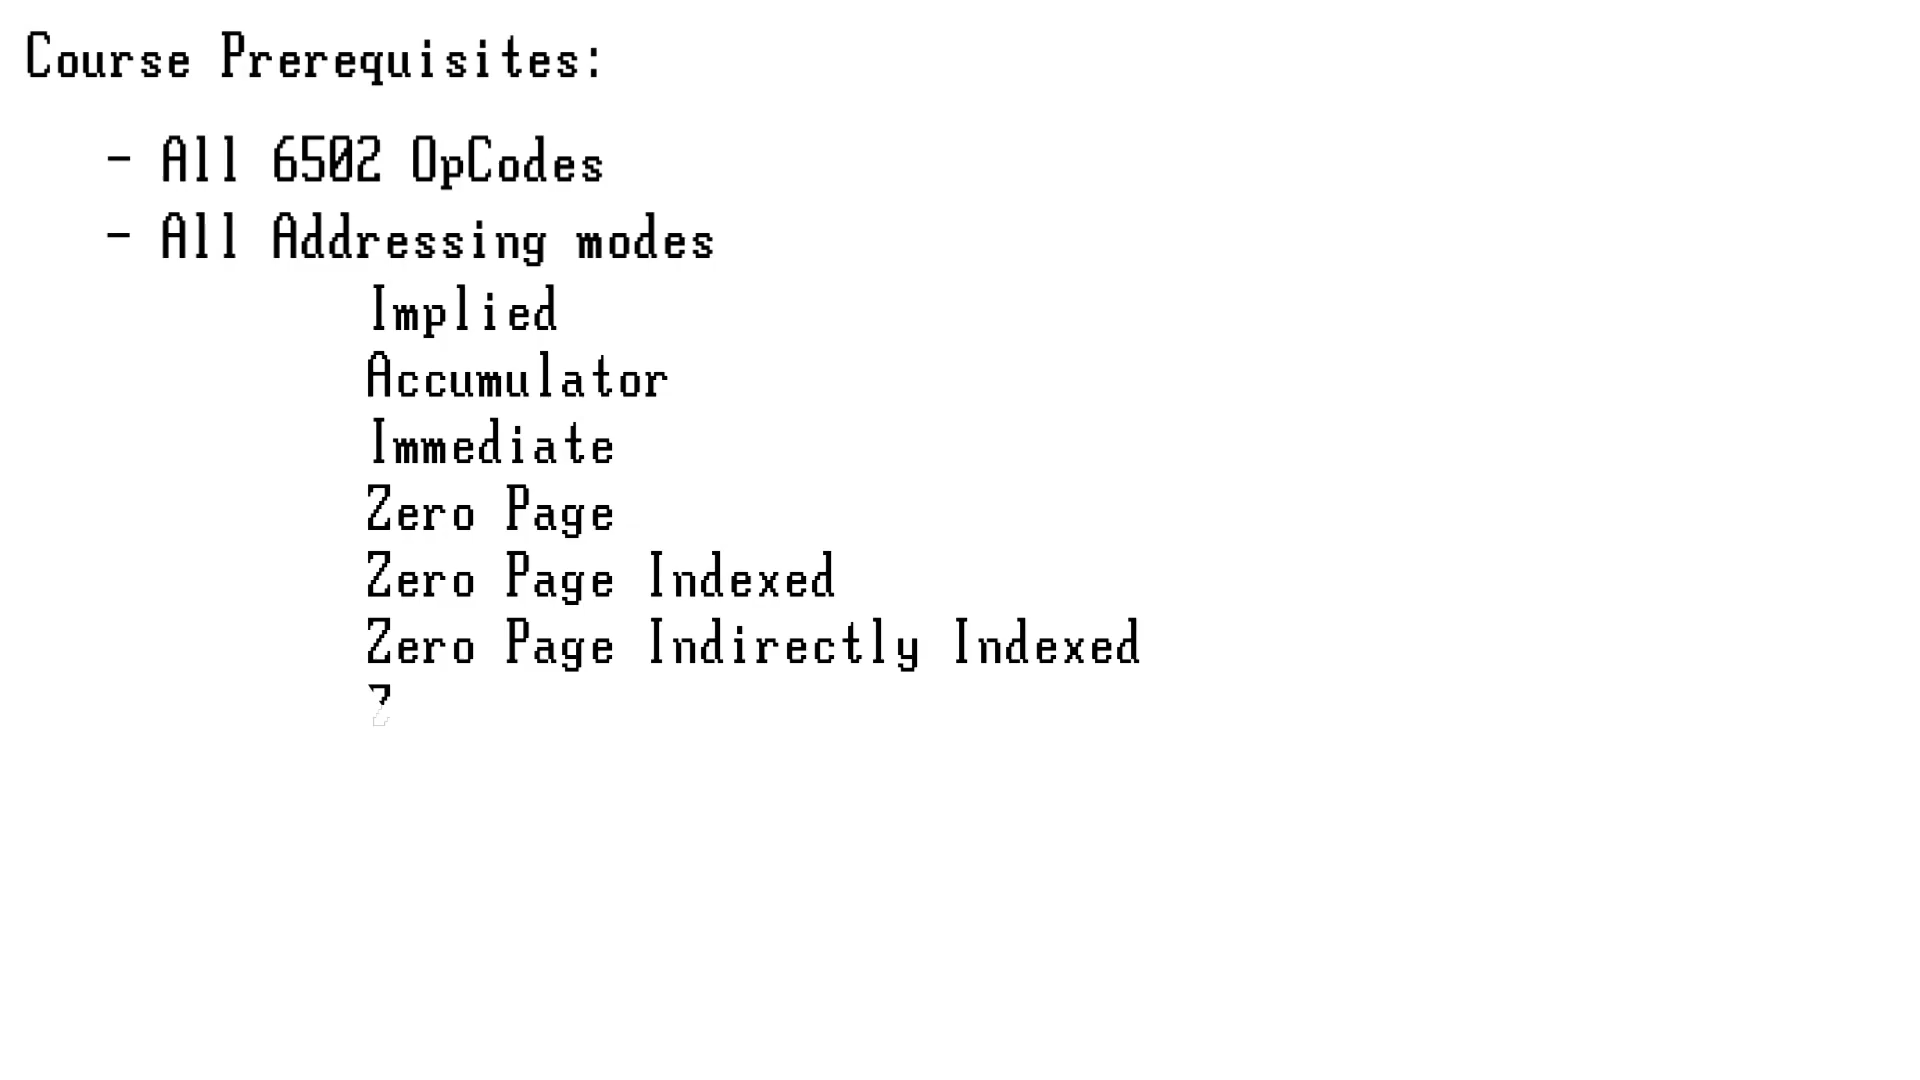 Course Prerequisites:
- All 6502 OpCodes
- All Addressing modes
Implied
Accumulator
Immediate
Zero Page
Zero Page Indexed
Zero Page Indirectly Indexed
Z